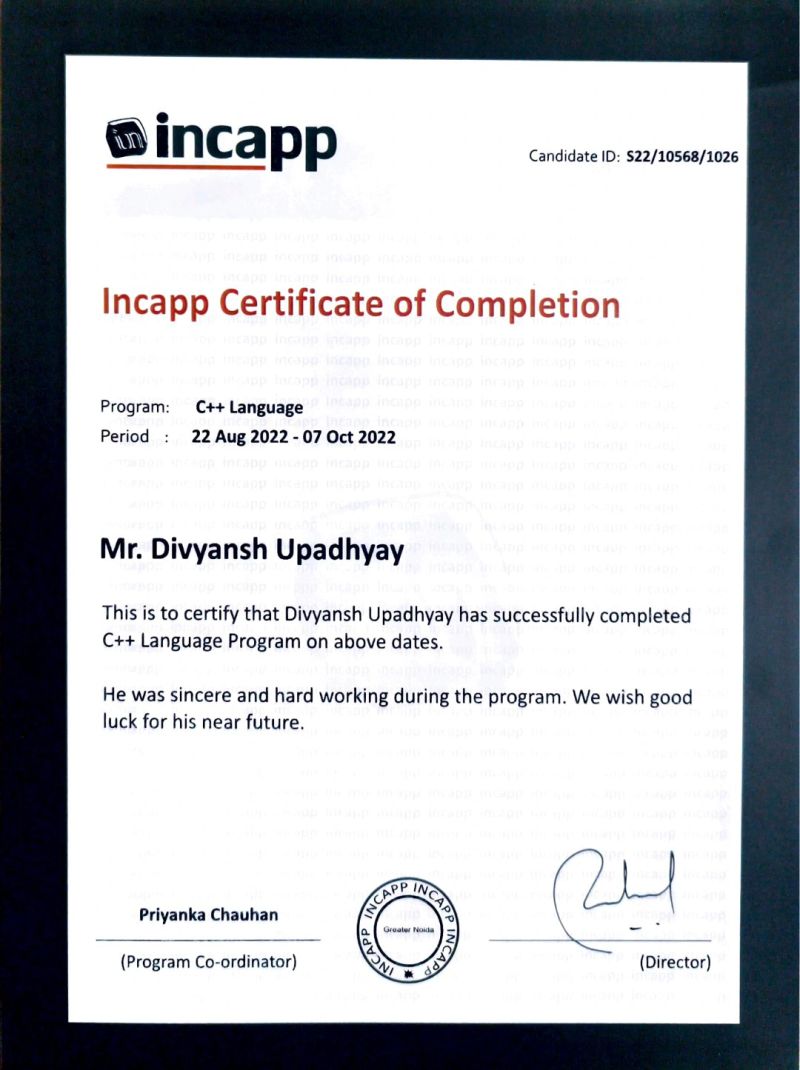 incapp
Candidate ID: S22/10568/1026
Incapp Certificate of Completion
Program: C++ Language
Period : 22 Aug 2022 - 07 Oct 2022
Mr. Divyansh Upadhyay
This is to certify that Divyansh Upadhyay has successfully completed
C++ Language Program on above dates.
He was sincere and hard working during the program. We wish good
luck for his near future.
Priyanka Chauhan
(Program Co-ordinator)
INCAPP INCAPP INCAPP INCAPP
Greater Noida
(Director)